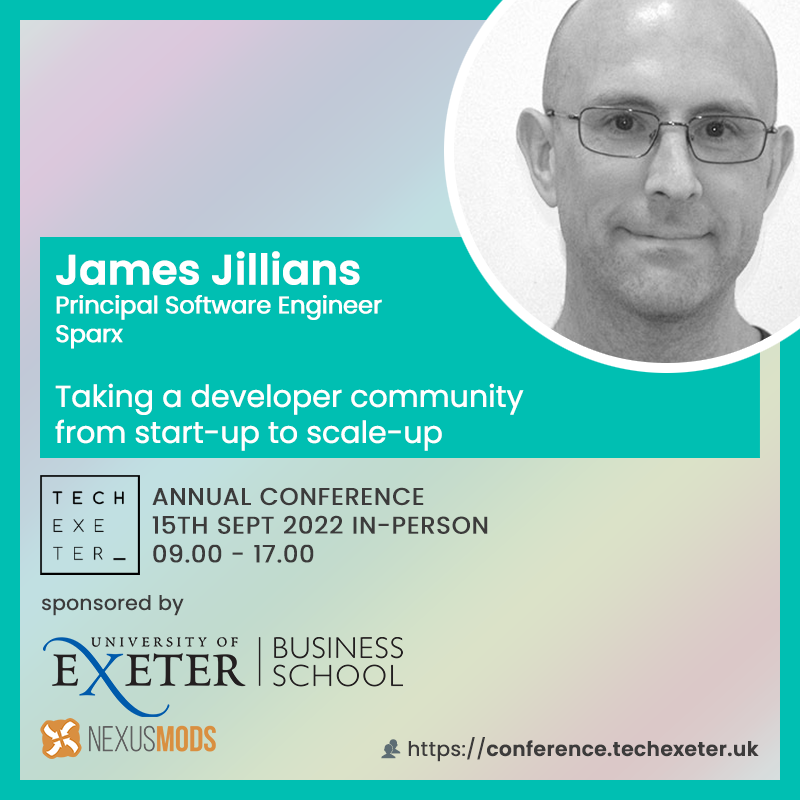 James Jillians
Principal Software Engineer
Sparx
Taking a developer community
from start-up to scale-up
TECH
EXE
TER_
ANNUAL CONFERENCE
15TH SEPT 2022 IN-PERSON
09.00 - 17.00
sponsored by
UNIVERSITY OF
EXETER
BUSINESS
SCHOOL
NEXUSMODS
https://conference.techexeter.uk